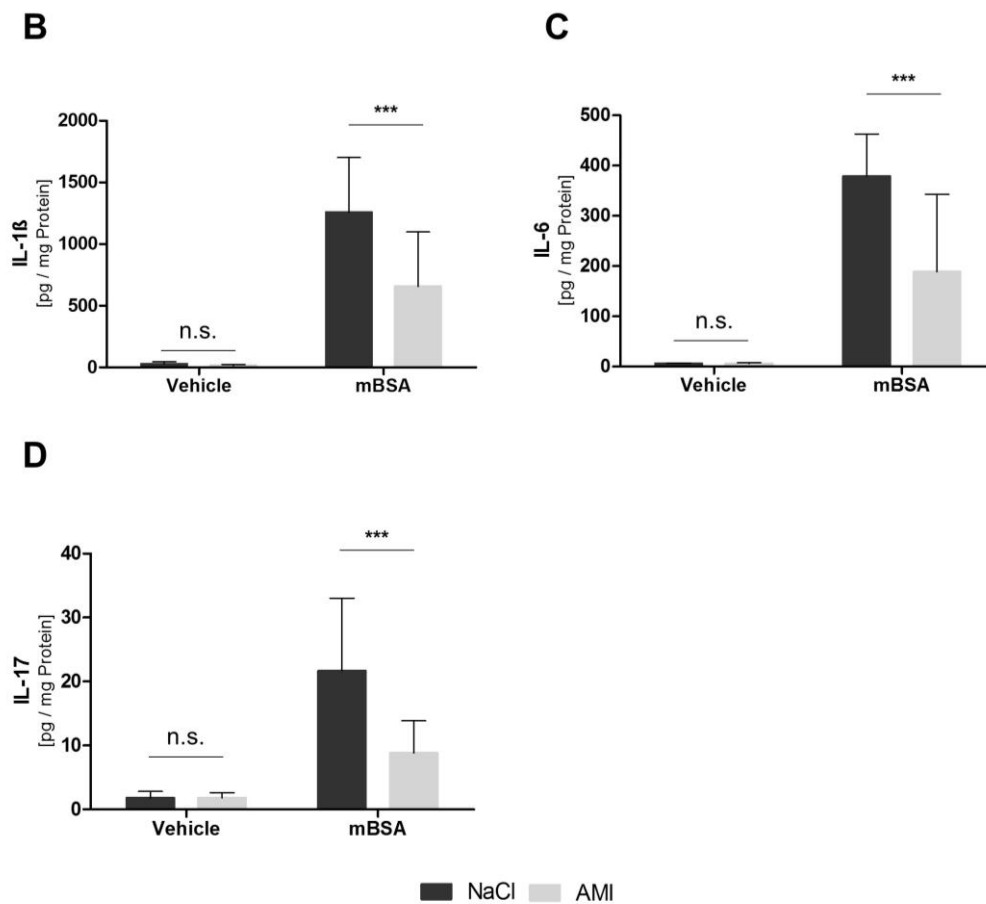 B
***
2000
1500
1000
500
0
IL-1ß
[pg / mg Protein]
n.s.
Vehicle
mBSA
C
***
500
400
300
200
100
0
IL-6
[pg / mg Protein]
n.s.
Vehicle
mBSA
D
***
40
30
20
10
0
IL-17
[pg / mg Protein]
n.s.
Vehicle
mBSA
NaCl
AMI